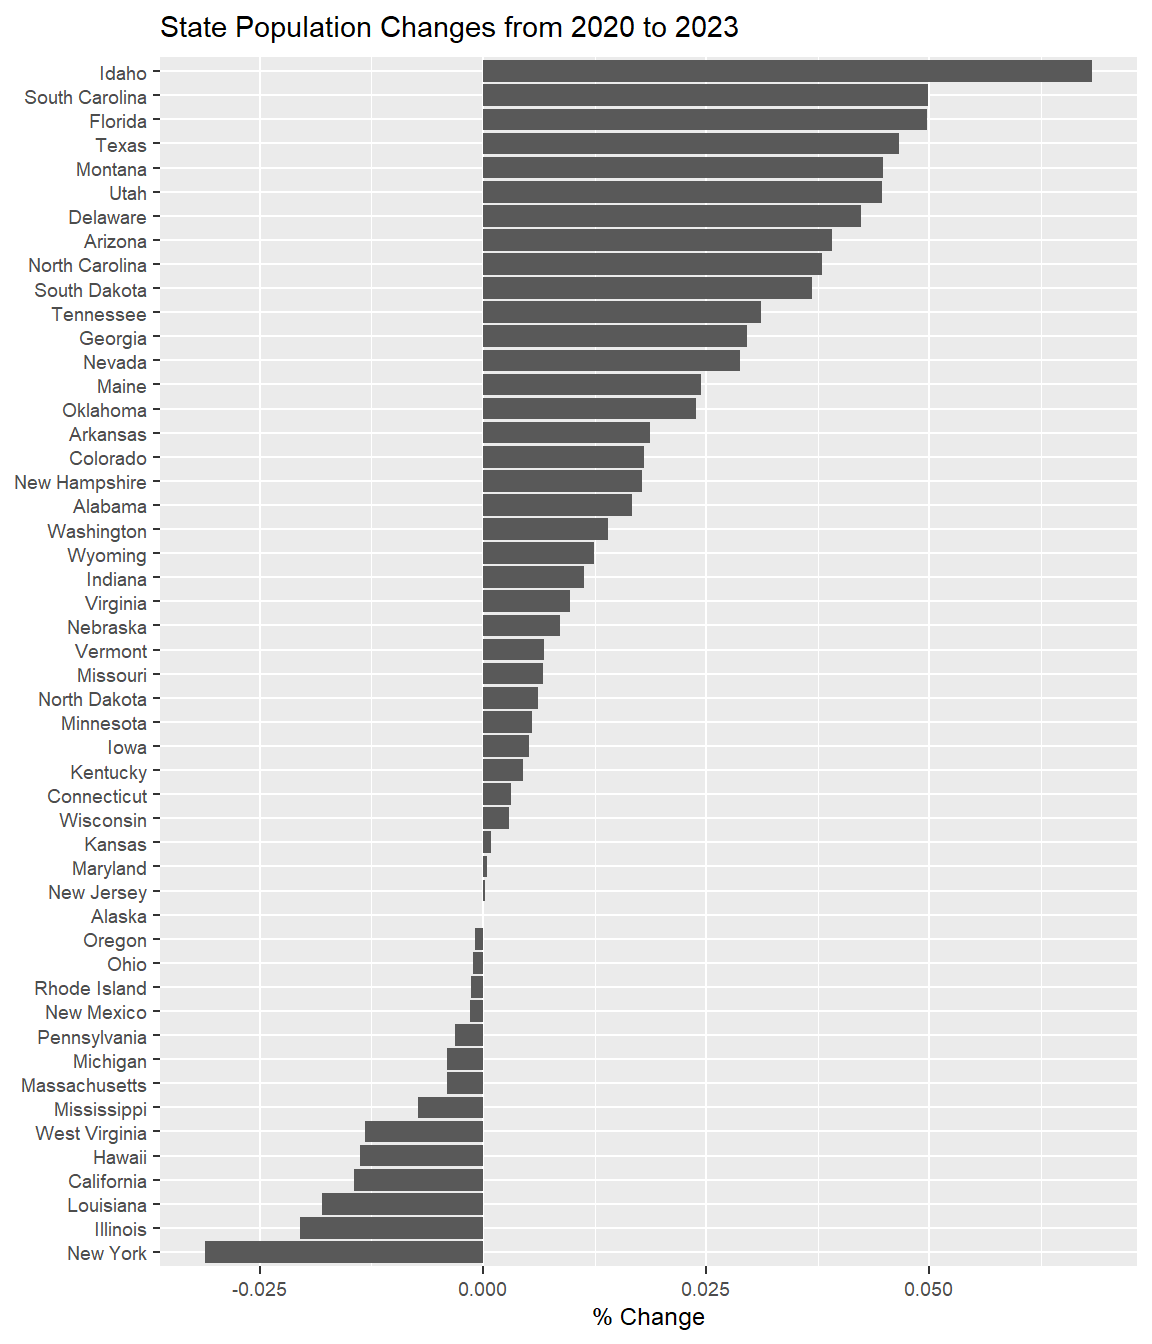 State Population Changes from 2020 to 2023
Idaho
South Carolina
Florida
Texas
Montana
Utah
Delaware
Arizona
North Carolina
South Dakota
Tennessee
Georgia
Nevada
Maine
Oklahoma
Arkansas
Colorado
New Hampshire
Alabama
Washington
Wyoming
Indiana
Virginia
Nebraska
Vermont
Missouri
North Dakota
Minnesota
Iowa
Kentucky
Connecticut
Wisconsin
Kansas
Maryland
New Jersey
Alaska
Oregon
Ohio
Rhode Island
New Mexico
Pennsylvania
Michigan
Massachusetts
Mississippi
West Virginia
Hawaii
California
Louisiana
Illinois
New York
-0.025 0.000 0.025 0.050
% Change